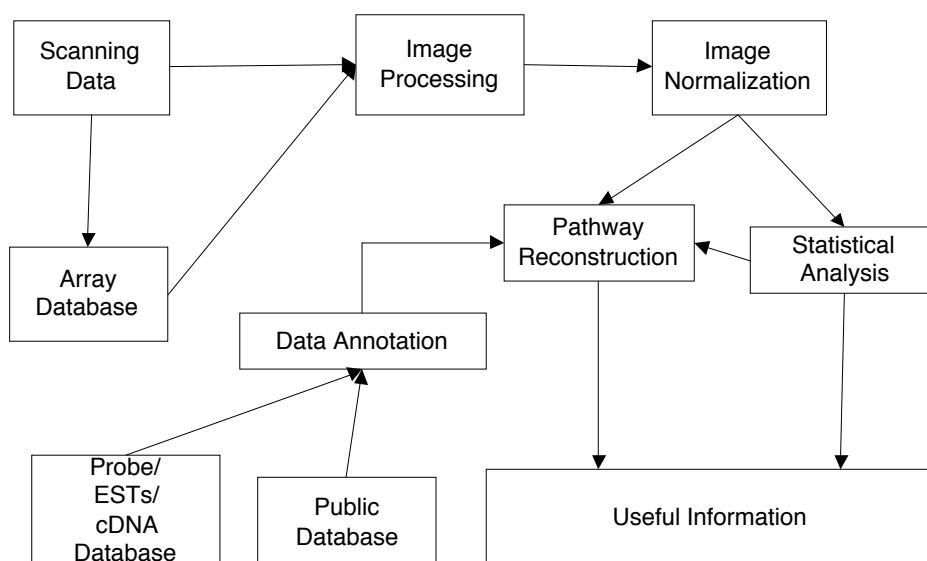 Scanning
Data
Image
Processing
Image
Normalization
Array
Database
Pathway
Reconstruction
Statistical
Analysis
Data Annotation
Probe/
ESTs/
cDNA
Database
Public
Database
Useful Information